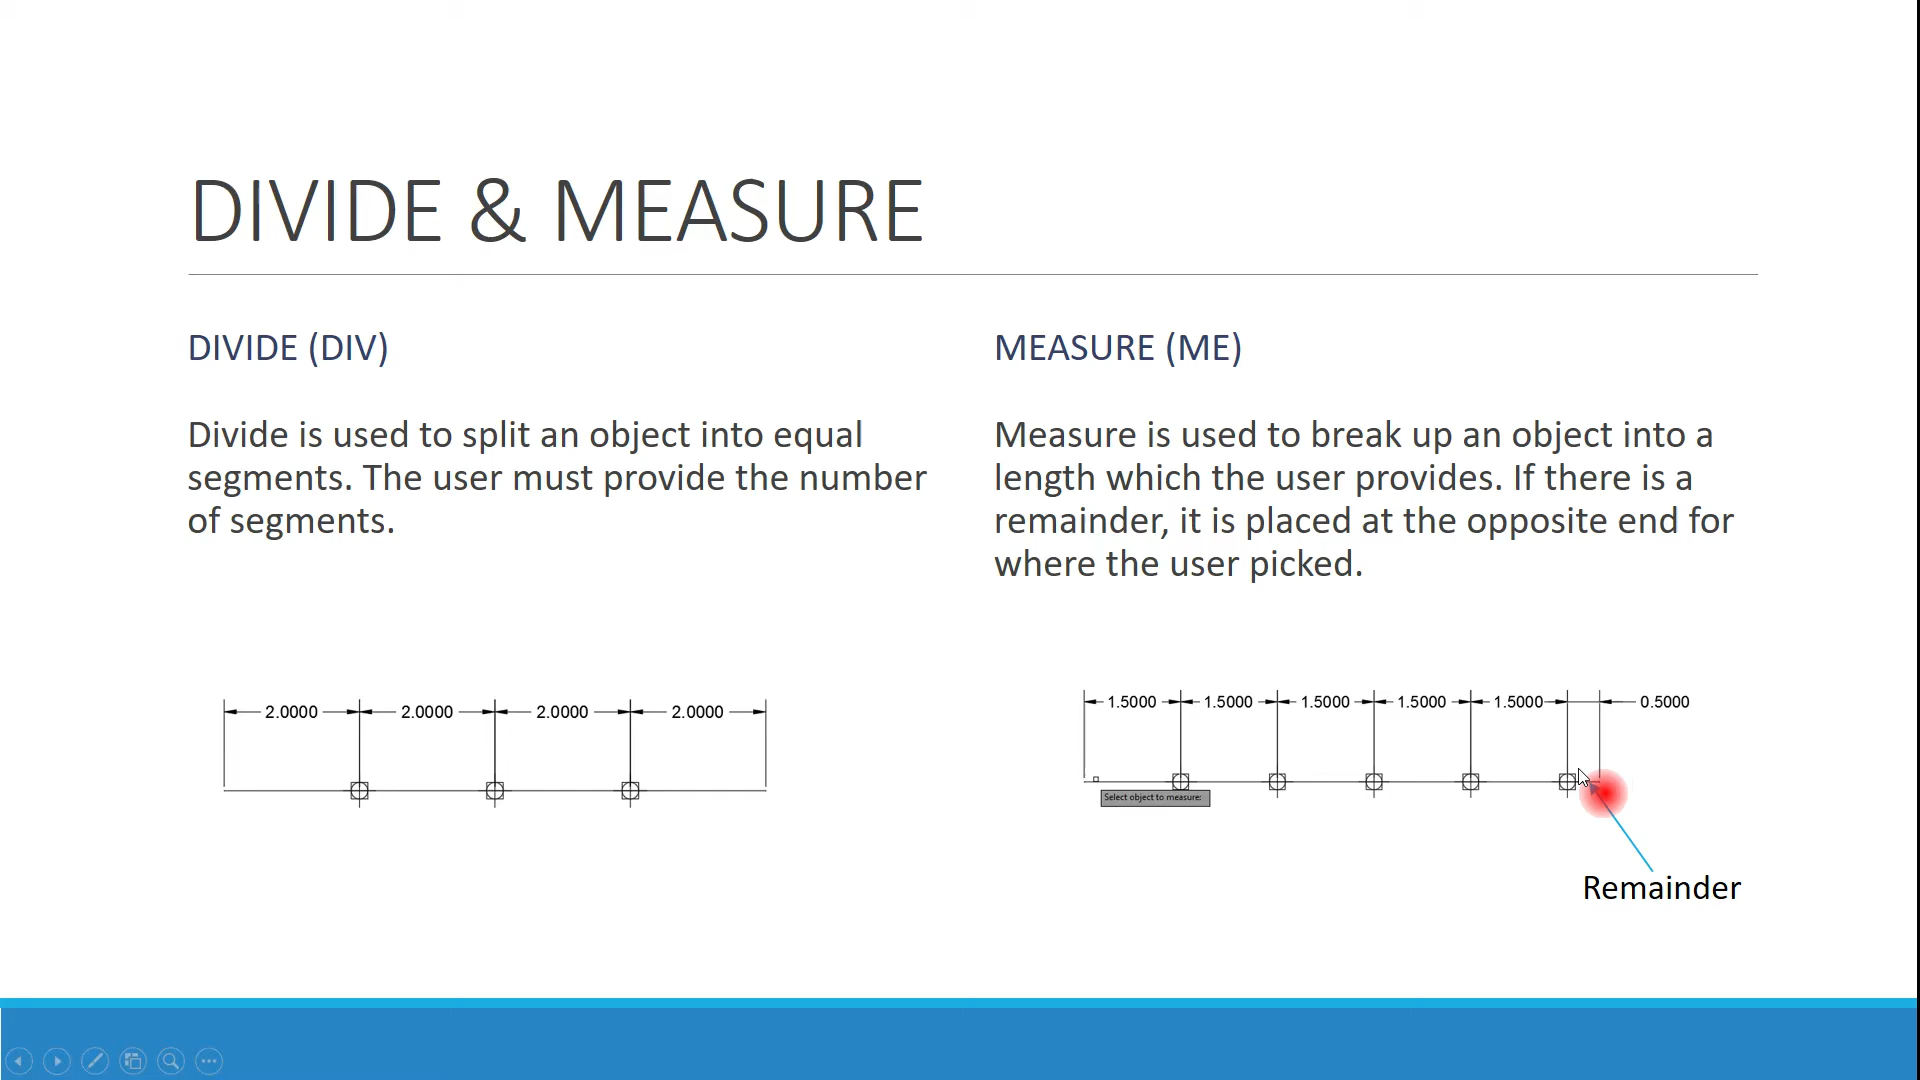 DIVIDE & MEASURE
DIVIDE (DIV)
Divide is used to split an object into equal
segments. The user must provide the number
of segments.
2.0000 2.0000 2.0000 2.0000
MEASURE (ME)
Measure is used to break up an object into a
length which the user provides. If there is a
remainder, it is placed at the opposite end for
where the user picked.
1.5000 1.5000 1.5000 1.5000 1.5000 0.5000
Select object to measure:
Remainder